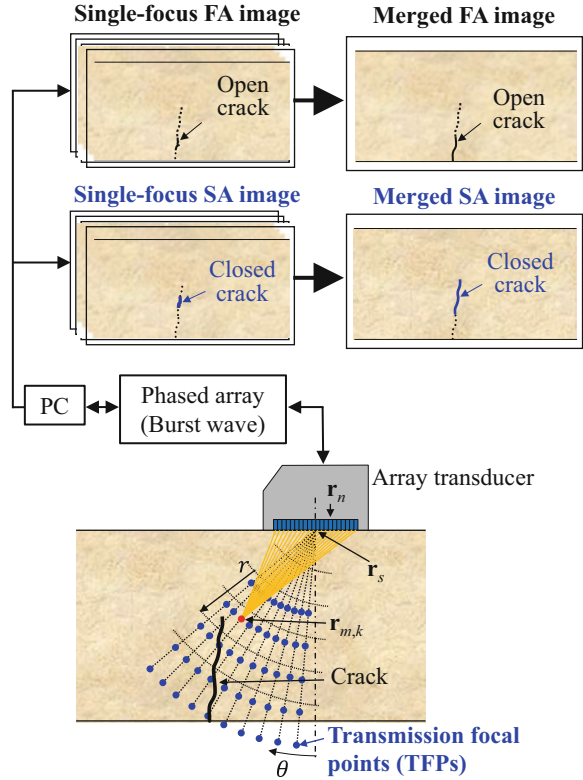 Single-focus FA image
Merged FA image
Open
crack
Open
crack
Single-focus SA image
Merged SA image
Closed
crack
Closed
crack
PC
Phased array
(Burst wave)
Array transducer
r_n
r_s
r
r_{m,k}
Crack
Transmission focal
points (TFPs)
θ